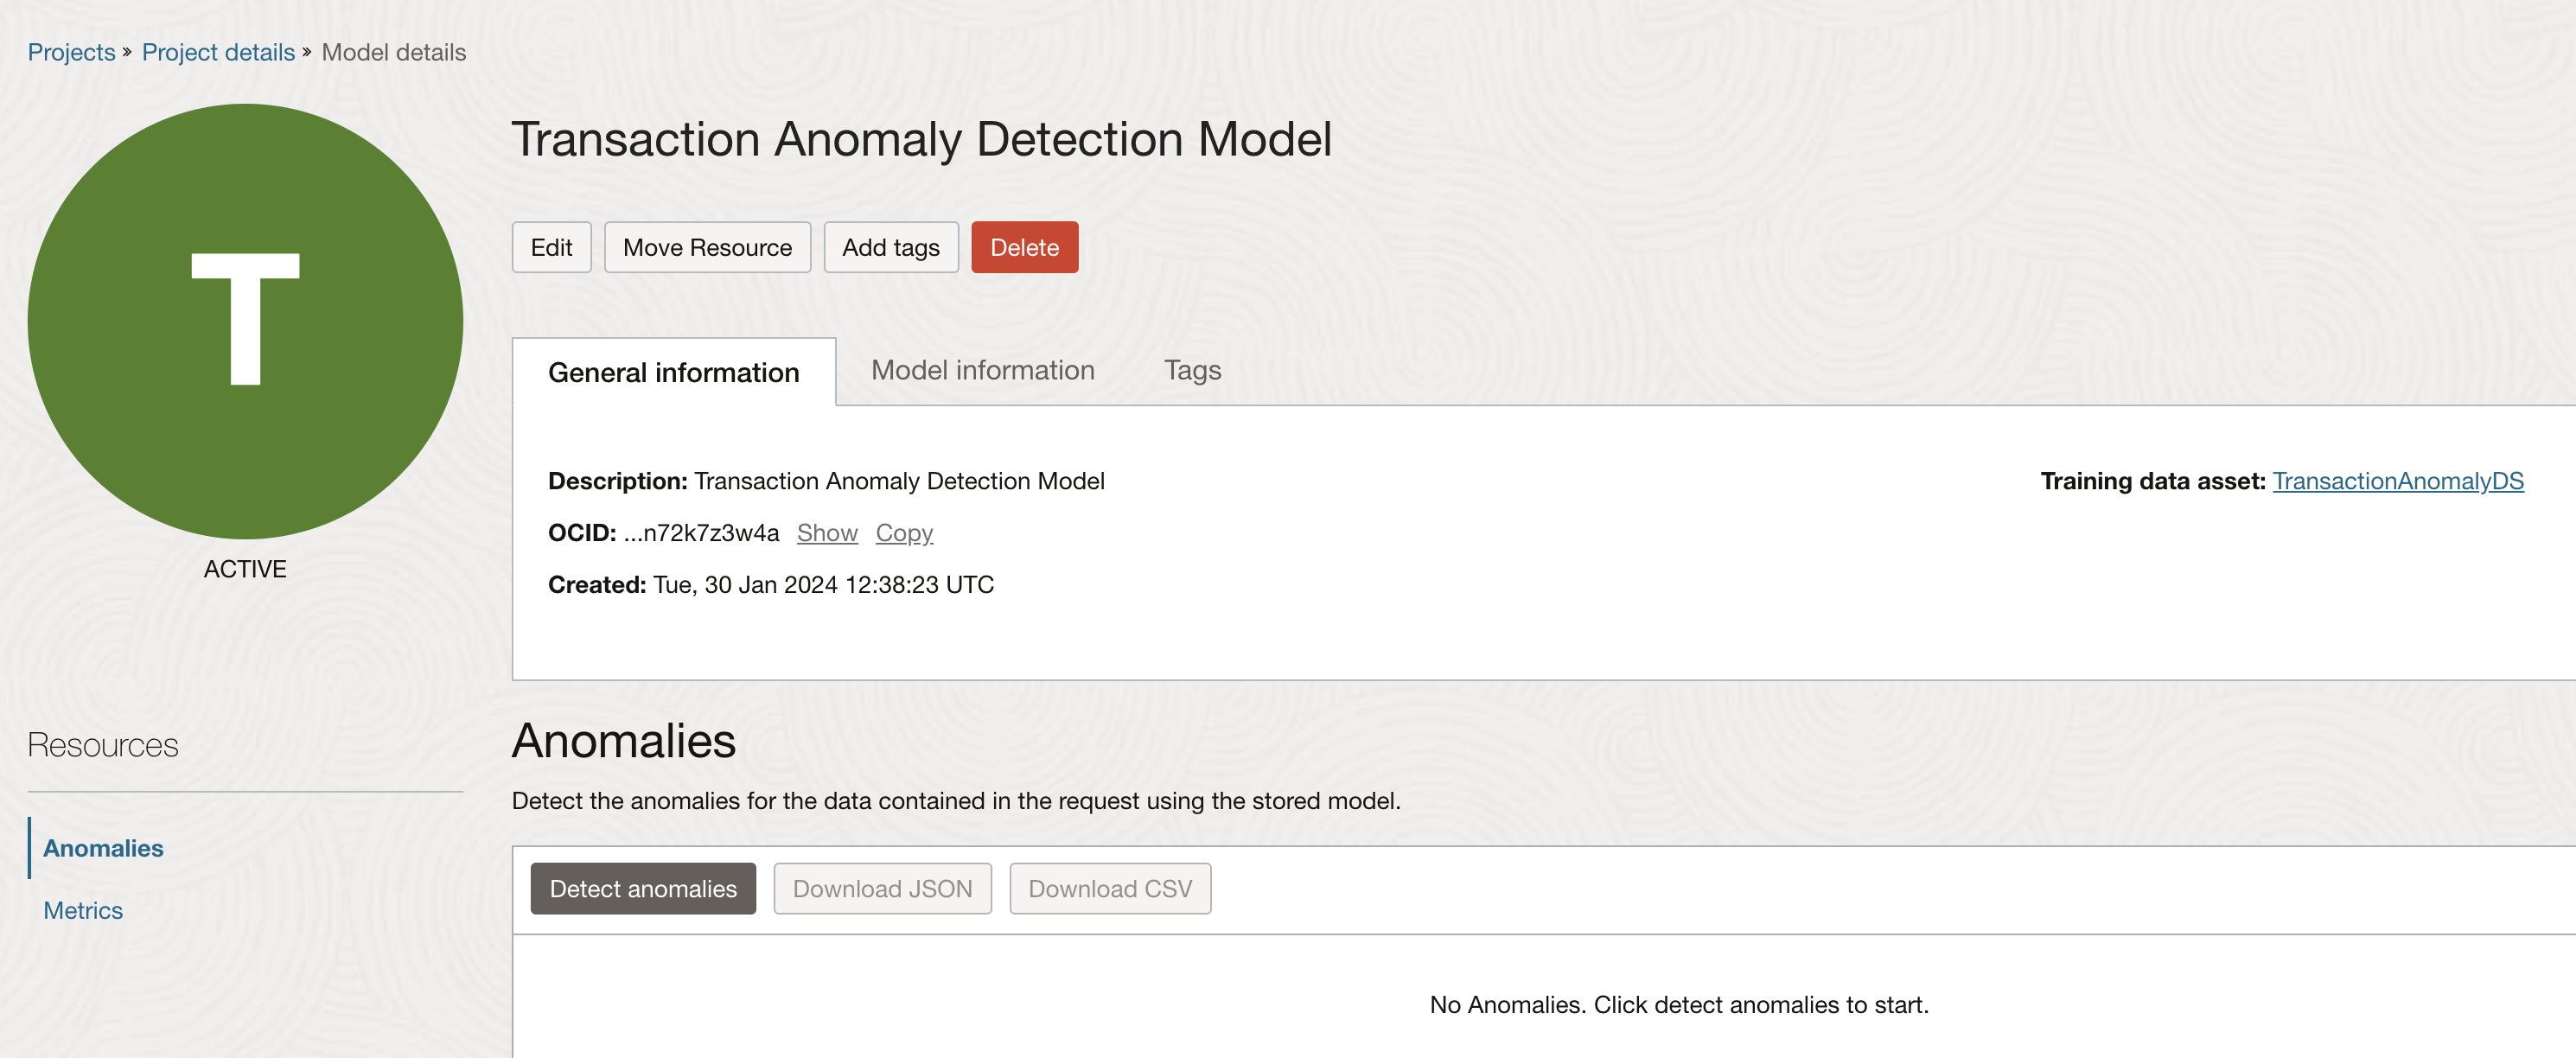 Projects » Project details » Model details
T
ACTIVE
Transaction Anomaly Detection Model
Edit Move Resource Add tags Delete
General information Model information Tags
Description: Transaction Anomaly Detection Model
Training data asset: TransactionAnomalyDS
OCID: ...n72k7z3w4a Show Copy
Created: Tue, 30 Jan 2024 12:38:23 UTC
Resources
Anomalies
Metrics
Anomalies
Detect the anomalies for the data contained in the request using the stored model.
Detect anomalies Download JSON Download CSV
No Anomalies. Click detect anomalies to start.